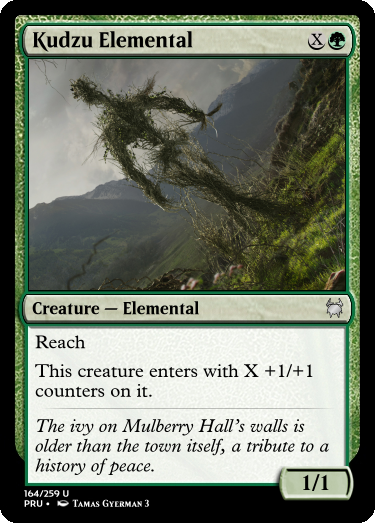 Kudzu Elemental X
Creature — Elemental
Reach
This creature enters with X +1/+1
counters on it.
The ivy on Mulberry Hall's walls is
older than the town itself, a tribute to a
history of peace.
1/1
164/259 U
PRU • Tamas Gyerman 3